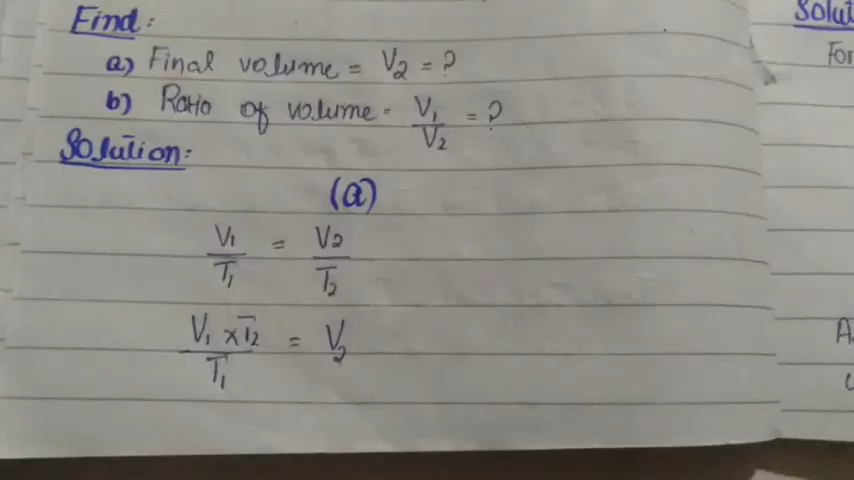 Find:
a) Final volume = V₂ = ?
b) Ratio of volume = V₁/V₂ = ?
Solution:
(a)
V₁/T₁ = V₂/T₂
V₁ × T₂/T₁ = V₂
Solut
For
A